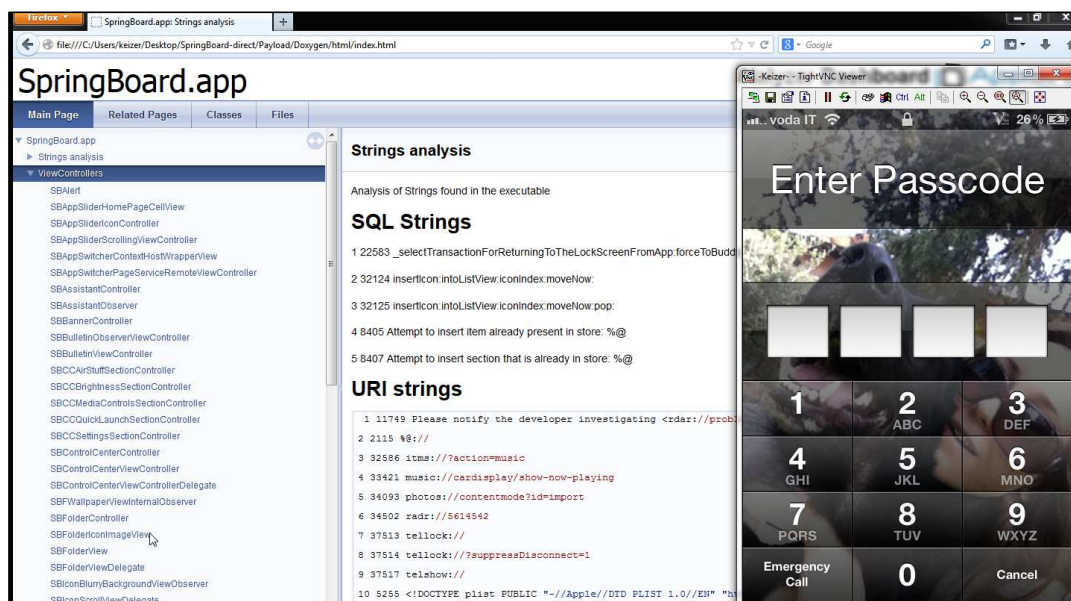 Firefox
SpringBoard.app: Strings analysis
file:///C:/Users/keizer/Desktop/SpringBoard-direct/Payload/Doxygen/html/index.html
Google
SpringBoard.app
Main Page
Related Pages
Classes
Files
SpringBoard.app
Strings analysis
ViewControllers
SBAlert
SBAppSliderHomePageCellView
SBAppSliderIconController
SBAppSliderScrollingViewController
SBAppSwitcherContextHostWrapperView
SBAppSwitcherPageServiceRemoteViewController
SBAssistantController
SBAssistantObserver
SBBannerController
SBBulletinObserverViewController
SBBulletinViewController
SBCCAirStuffSectionController
SBCCBrightnessSectionController
SBCCMediaControlsSectionController
SBCCQuickLaunchSectionController
SBCCSettingsSectionController
SBControlCenterController
SBControlCenterViewController
SBControlCenterViewControllerDelegate
SBFWallpaperViewInternalObserver
SBFolderController
SBFolderIconImageView
SBFolderView
SBFolderViewDelegate
SBIconBlurryBackgroundViewObserver
SBIconScrollViewDelegate
Strings analysis
Analysis of Strings found in the executable
SQL Strings
1 22583 _selectTransactionForReturningToTheLockScreenFromApp:forceToBudd
2 32124 insertIcon:intoListView:iconIndex:moveNow:
3 32125 insertIcon:intoListView:iconIndex:moveNow:pop:
4 8405 Attempt to insert item already present in store: %@
5 8407 Attempt to insert section that is already in store: %@
URI strings
1 11749 Please notify the developer investigating <rdar://probl
2 2115 %@://
3 32586 itms://?action=music
4 33421 music://cardisplay/show-now-playing
5 34093 photos://contentmode?id=import
6 34502 radr://5614542
7 37513 tellock://
8 37514 tellock://?suppressDisconnect=1
9 37517 telshow://
10 5255 <!DOCTYPE plist PUBLIC "-//Apple//DTD PLIST 1.0//EN" "ht
-Keizer- - TightVNC Viewer
Ctrl Alt
voda IT
26%
Enter Passcode
1
2
ABC
3
DEF
4
GHI
5
JKL
6
MNO
7
PQRS
8
TUV
9
WXYZ
Emergency
Call
0
Cancel